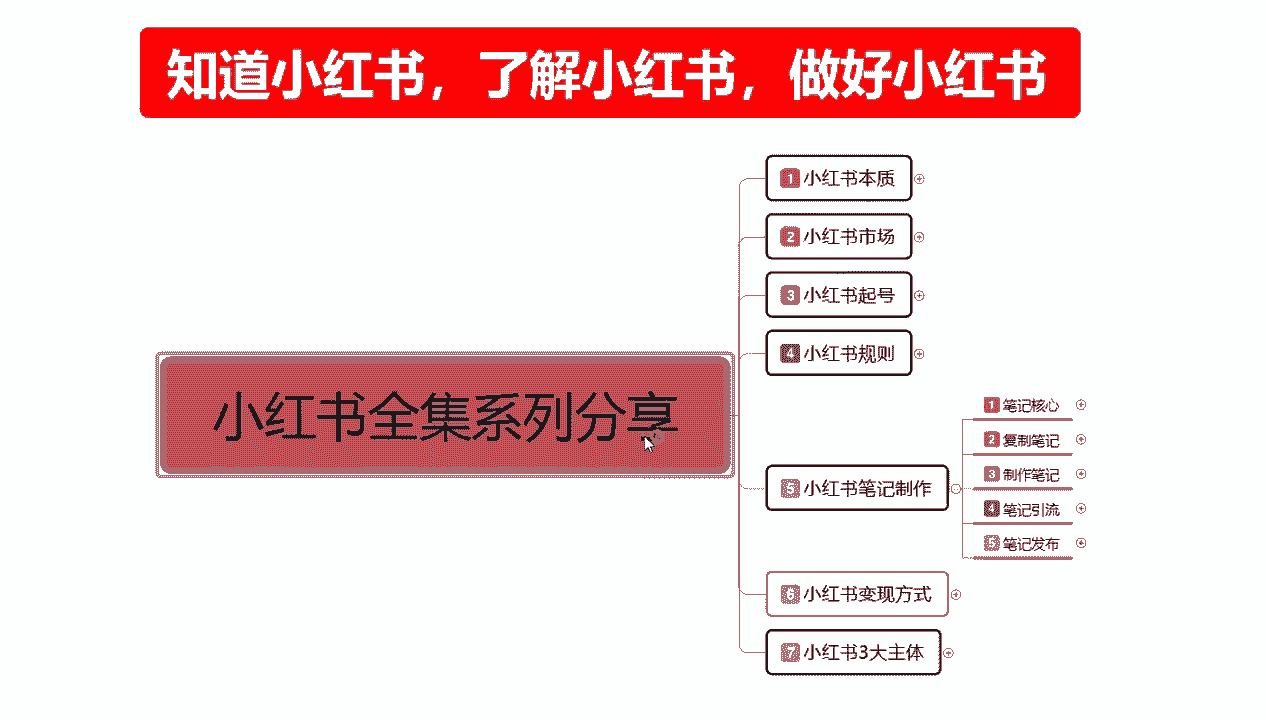 知道小红书，了解小红书，做好小红书
小红书全集系列分享
1 小红书本质
2 小红书市场
3 小红书起号
4 小红书规则
5 小红书笔记制作
1 笔记核心
2 复制笔记
3 制作笔记
4 笔记引流
5 笔记发布
6 小红书变现方式
7 小红书3大主体